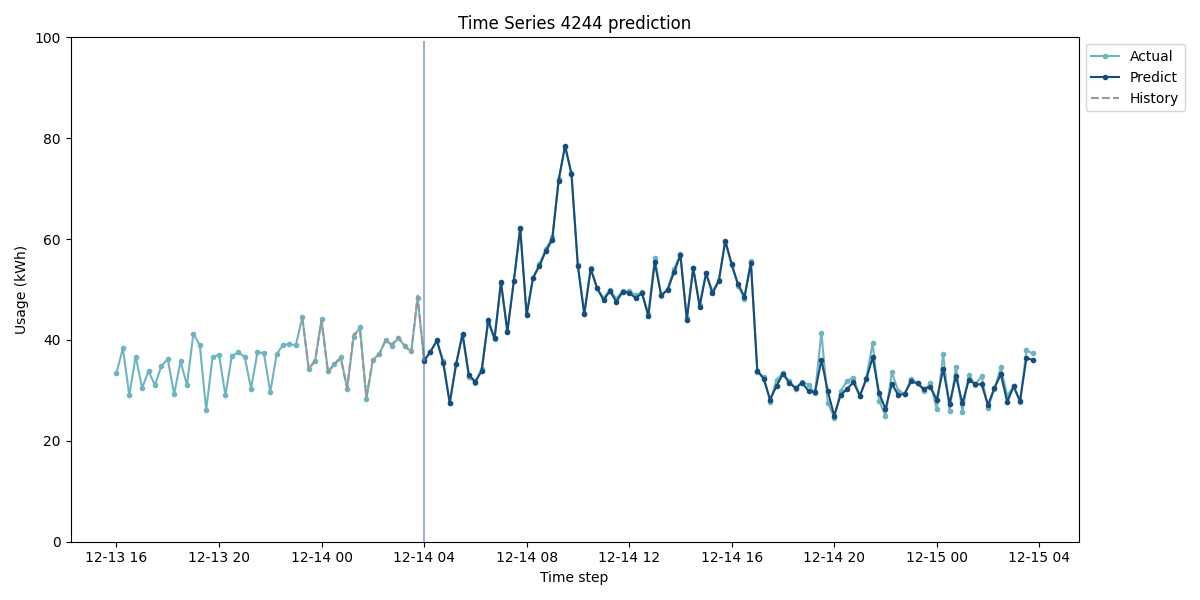 Time Series 4244 prediction
Usage (kWh)
100
80
60
40
20
0
12-13 16
12-13 20
12-14 00
12-14 04
12-14 08
12-14 12
12-14 16
12-14 20
12-15 00
12-15 04
Time step
Actual
Predict
History